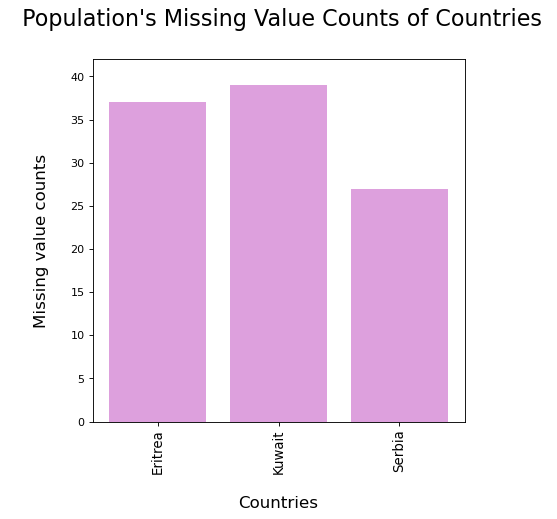 Population's Missing Value Counts of Countries
Missing value counts
40
35
30
25
20
15
10
5
0
Eritrea
Kuwait
Serbia
Countries